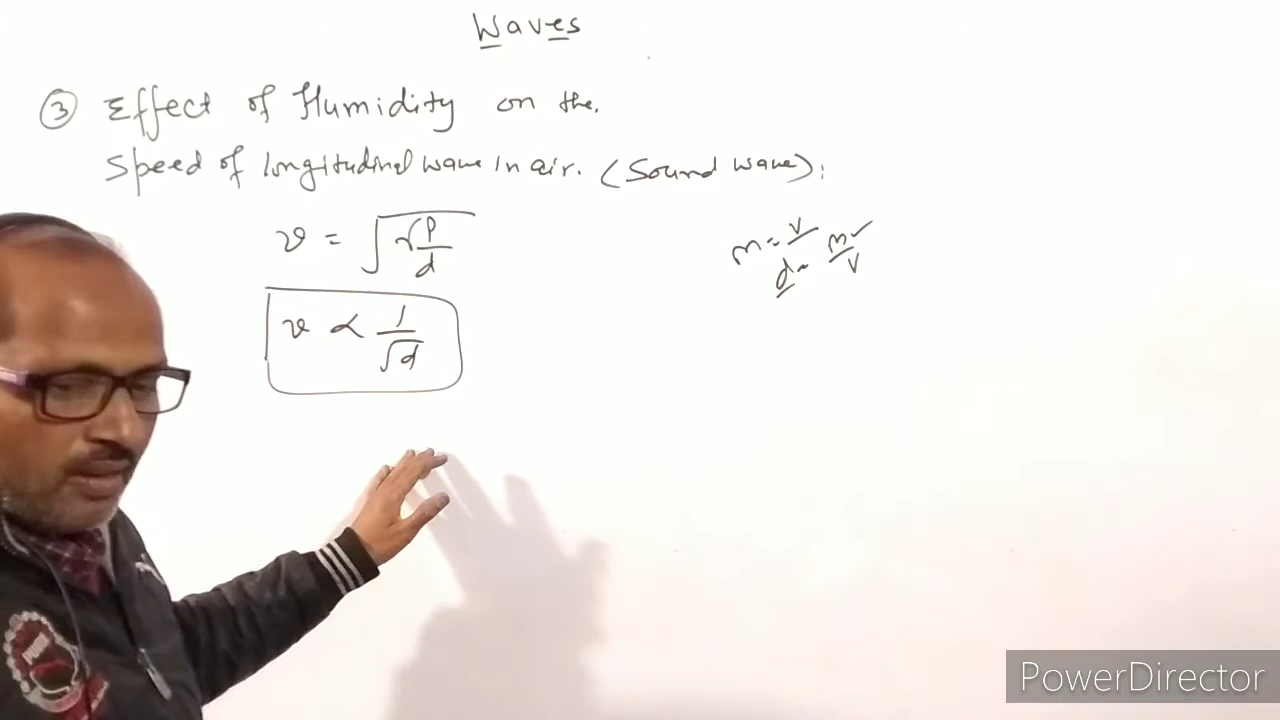 Waves
③ Effect of Humidity on the.
Speed of longitudinal wave in air. (Sound wave):
v = √(γP/d)
m = V/d = m/V
v ∝ 1/√d
PowerDirector